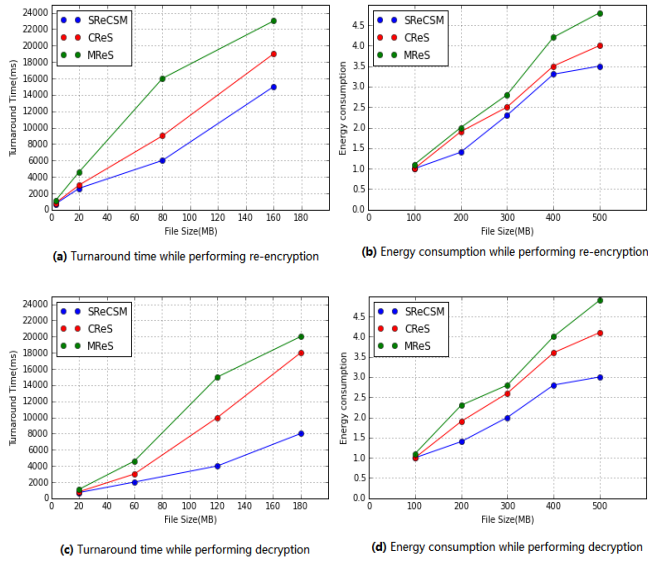 24000
22000
20000
18000
16000
14000
12000
10000
8000
6000
4000
2000
0
Turnaround Time(ms)
SReCSM
CReS
MReS
0 20 40 60 80 100 120 140 160 180
File Size(MB)
(a) Turnaround time while performing re-encryption
4.5
4.0
3.5
3.0
2.5
2.0
1.5
1.0
0.5
0.0
Energy consumption
SReCSM
CReS
MReS
0 100 200 300 400 500
File Size(MB)
(b) Energy consumption while performing re-encryption
24000
22000
20000
18000
16000
14000
12000
10000
8000
6000
4000
2000
0
Turnaround Time(ms)
SReCSM
CReS
MReS
0 20 40 60 80 100 120 140 160 180
File Size(MB)
(c) Turnaround time while performing decryption
4.5
4.0
3.5
3.0
2.5
2.0
1.5
1.0
0.5
0.0
Energy consumption
SReCSM
CReS
MReS
0 100 200 300 400 500
File Size(MB)
(d) Energy consumption while performing decryption